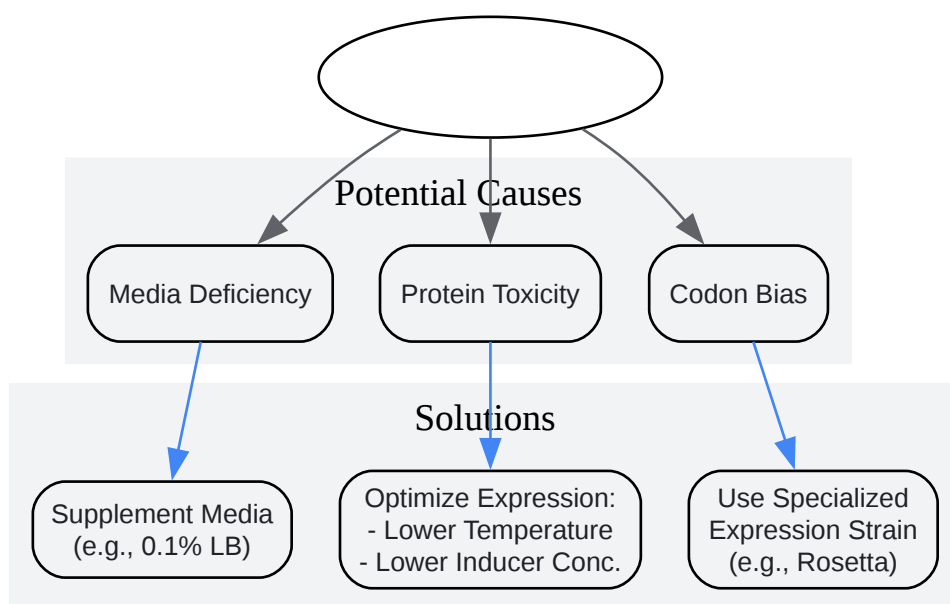 Potential Causes
Media Deficiency
Protein Toxicity
Codon Bias
Solutions
Supplement Media
(e.g., 0.1% LB)
Optimize Expression:
- Lower Temperature
- Lower Inducer Conc.
Use Specialized
Expression Strain
(e.g., Rosetta)